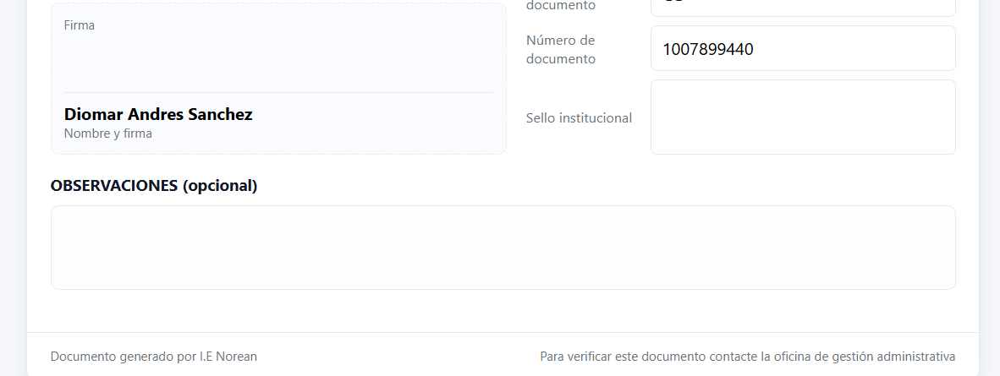 Firma
Diomar Andres Sanchez
Nombre y firma
documento
Número de
documento
1007899440
Sello institucional
OBSERVACIONES (opcional)
Documento generado por I.E Norean
Para verificar este documento contacte la oficina de gestión administrativa